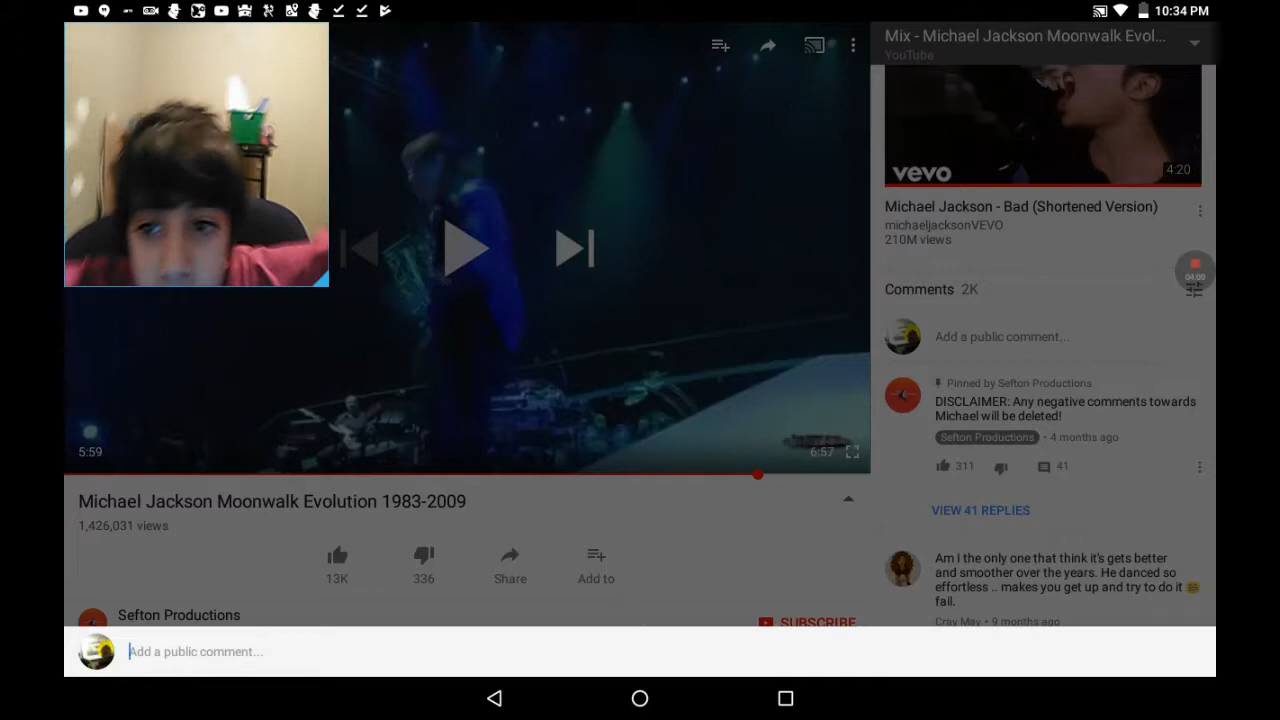 10:34 PM
Mix - Michael Jackson Moonwalk Evol...
YouTube
vevo
4:20
Michael Jackson - Bad (Shortened Version)
michaeljacksonVEVO
210M views
04:00
Comments 2K
Add a public comment...
Pinned by Sefton Productions
DISCLAIMER: Any negative comments towards
Michael will be deleted!
Sefton Productions • 4 months ago
311
41
VIEW 41 REPLIES
Am I the only one that think it's gets better
and smoother over the years. He danced so
effortless .. makes you get up and try to do it
fail.
Cray May • 9 months ago
5:59
6:57
Michael Jackson Moonwalk Evolution 1983-2009
1,426,031 views
13K
336
Share
Add to
Sefton Productions
SUBSCRIBE
Add a public comment...